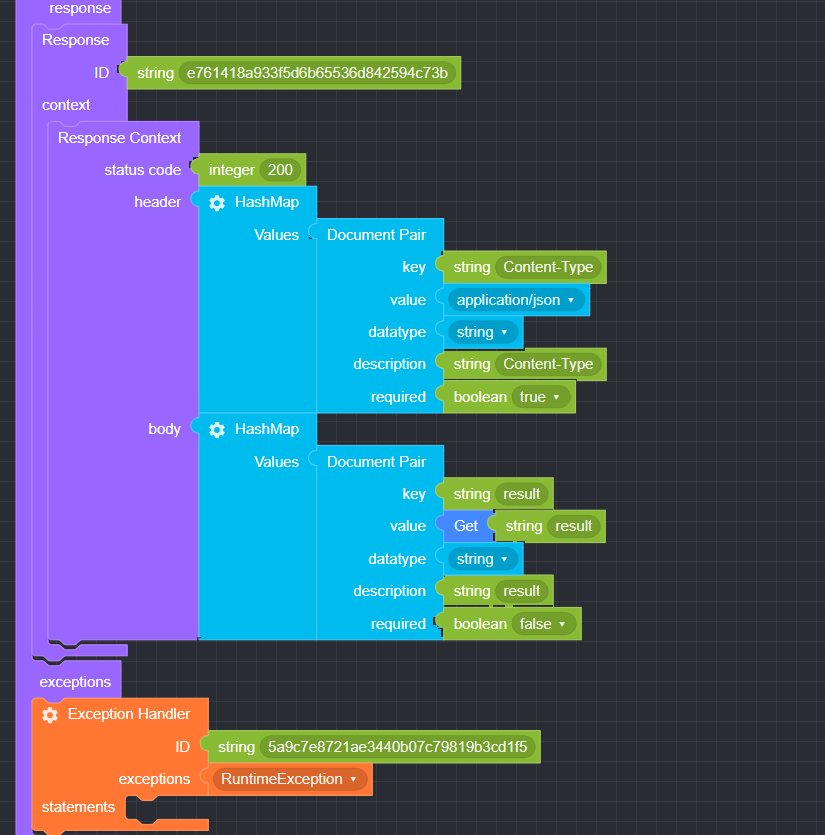 response
Response
ID string e761418a933f5d6b65536d842594c73b
context
Response Context
status code integer 200
header HashMap
Values Document Pair
key string Content-Type
value application/json
datatype string
description string Content-Type
required boolean true
body HashMap
Values Document Pair
key string result
value Get string result
datatype string
description string result
required boolean false
exceptions
Exception Handler
ID string 5a9c7e8721ae3440b07c79819b3cd1f5
exceptions RuntimeException
statements